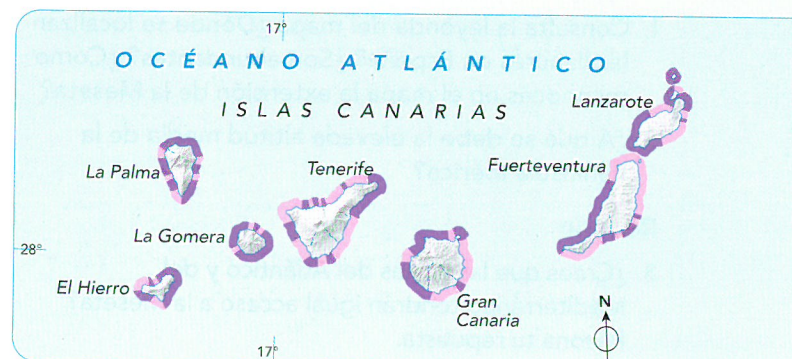 17°
OCÉANO ATLÁNTICO
ISLAS CANARIAS
Lanzarote
La Palma
Tenerife
Fuerteventura
La Gomera
28°
El Hierro
Gran
Canaria
N
17°